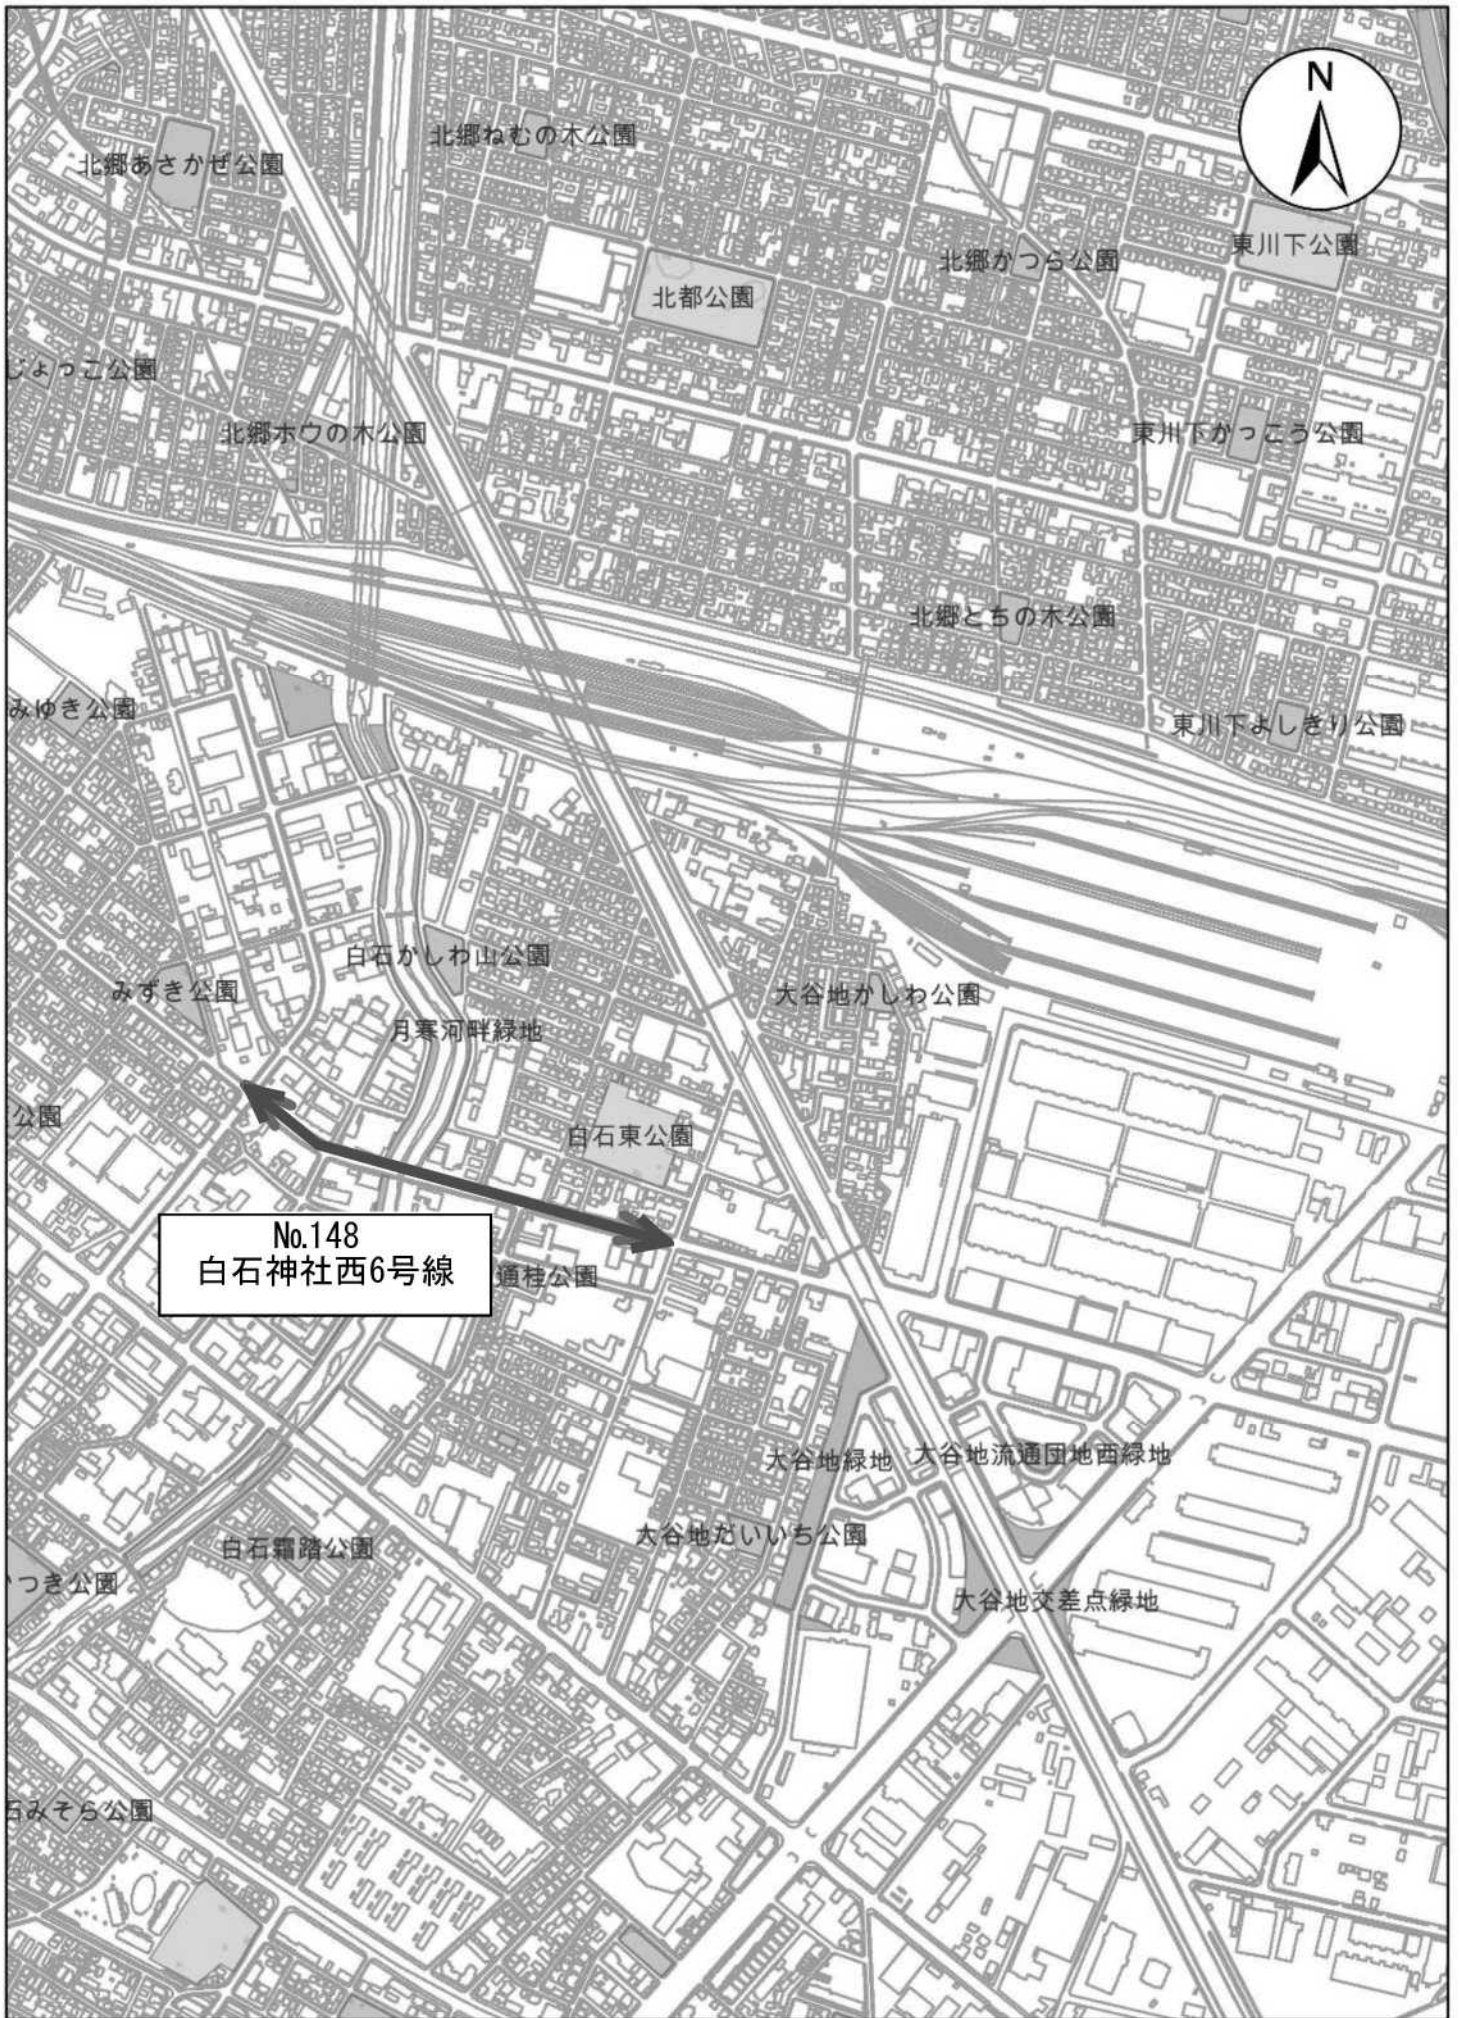 N
北郷ねむの木公園
北郷あさかぜ公園
東川下公園
北郷かつら公園
北都公園
じょっこ公園
北郷ホウの木公園
東川下かっこう公園
北郷とちの木公園
みゆき公園
東川下よしきり公園
白石かしわ山公園
みずき公園
大谷地かしわ公園
月寒河畔緑地
公園
白石東公園
No.148
白石神社西6号線
通桂公園
大谷地緑地
大谷地流通団地西緑地
大谷地だいいち公園
白石霜踏公園
つき公園
大谷地交差点緑地
石みそら公園